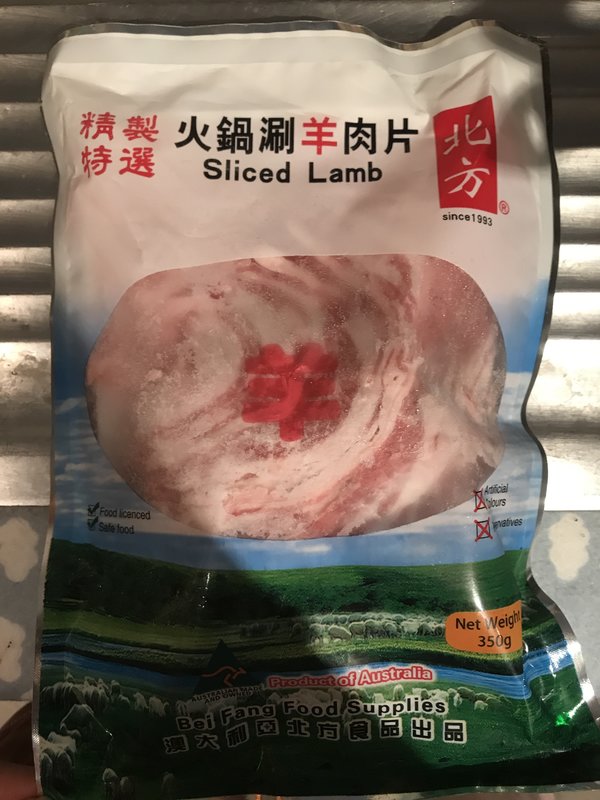 精製
特選
火鍋涮羊肉片
Sliced Lamb
北方
®
since1993
羊
Food licenced
Safe food
Artificial
colours
Net Weight
350g
AUSTRALIAN MADE
Product of Australia
Bei Fang Food Supplies
澳大利亞北方食品出品